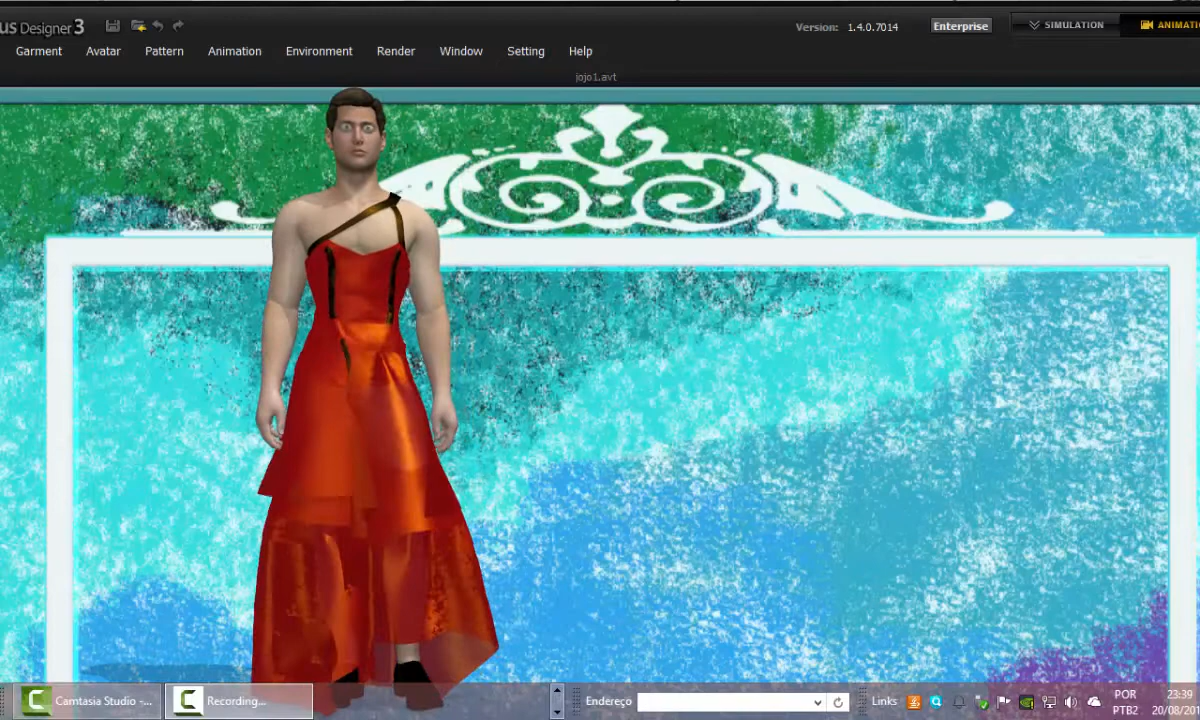 us Designer 3
Version: 1.4.0.7014
Enterprise
SIMULATION
ANIMATI
Garment Avatar Pattern Animation Environment Render Window Setting Help
jojo1.avt
Camtasia Studio -...
Recording...
Endereço
Links
POR
PTB2
23:39
20/08/201